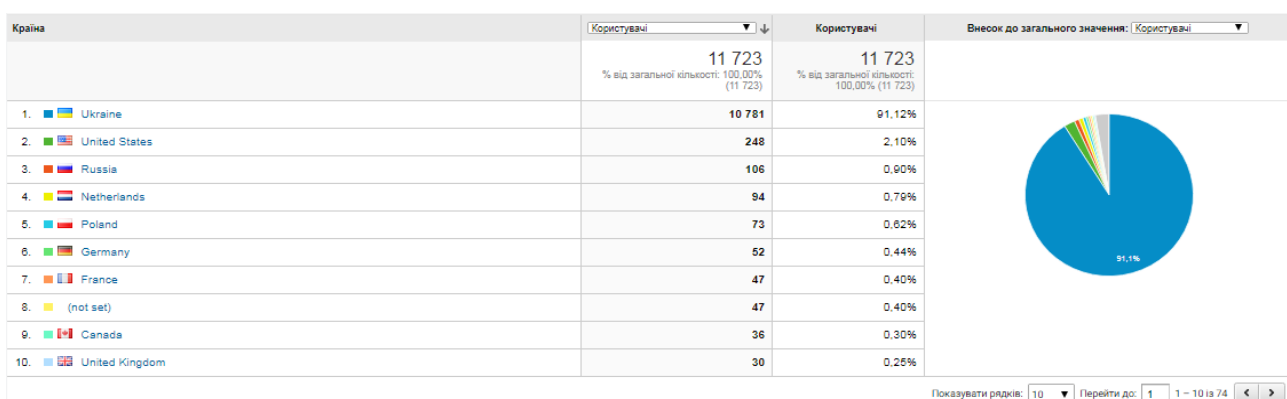 Країна Користувачі Користувачі Внесок до загального значення: Користувачі
11 723 11 723
% від загальної кількості: 100,00% % від загальної кількості:
(11 723) 100,00% (11 723)
1. Ukraine 10 781 91,12%
2. United States 248 2,10%
3. Russia 106 0,90%
4. Netherlands 94 0,79%
5. Poland 73 0,62%
6. Germany 52 0,44%
7. France 47 0,40%
8. (not set) 47 0,40%
9. Canada 36 0,30%
10. United Kingdom 30 0,25%
91,1%
Показувати рядків: 10 Перейти до: 1 1 – 10 із 74